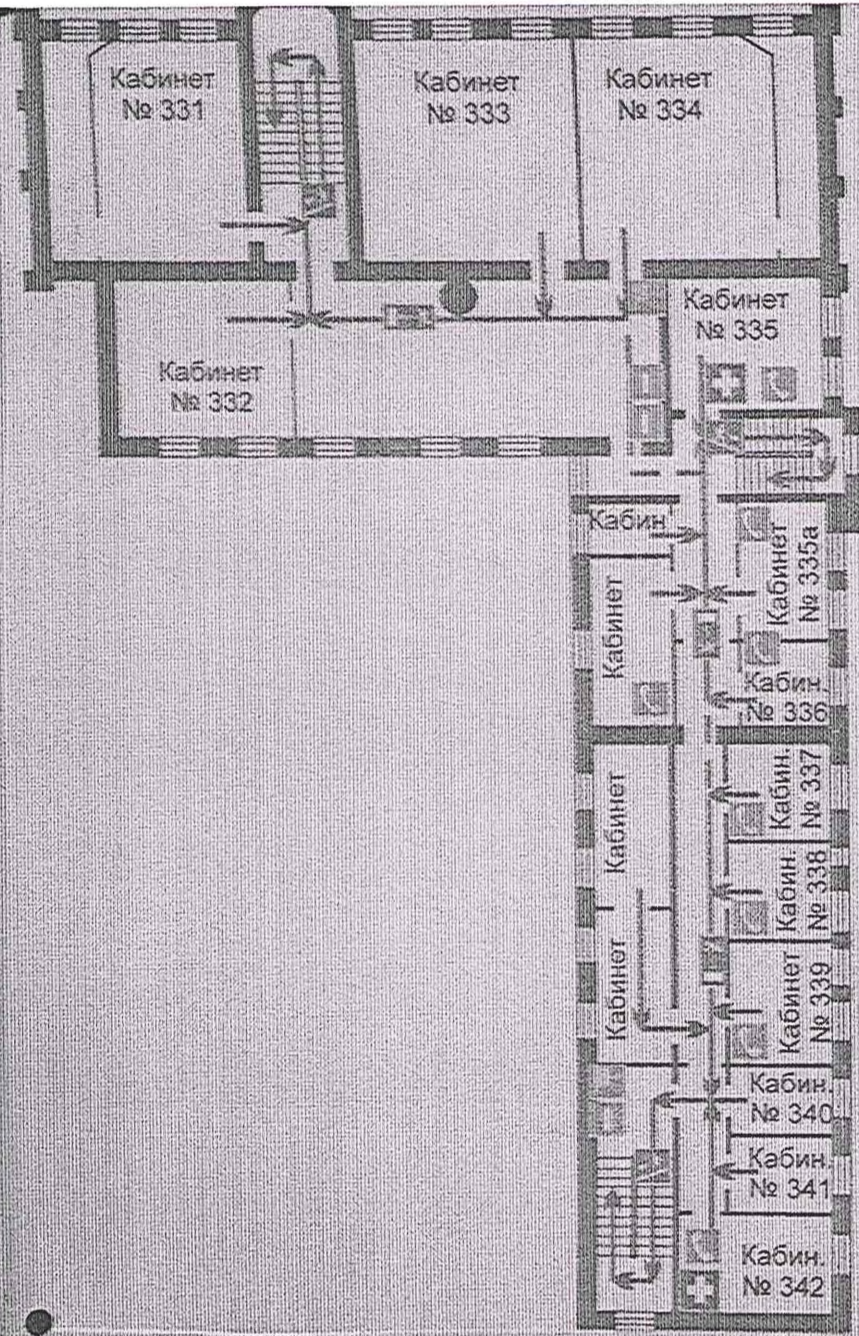 Кабинет
№ 331
Кабинет
№ 333
Кабинет
№ 334
Кабинет
№ 335
Кабинет
№ 332
Кабин
Кабинет
№ 335а
Кабинет
Кабин.
№ 336
Кабинет
Кабин.
№ 337
Кабин.
№ 338
Кабинет
Кабинет
№ 339
Кабин.
№ 340
Кабин.
№ 341
Кабин.
№ 342